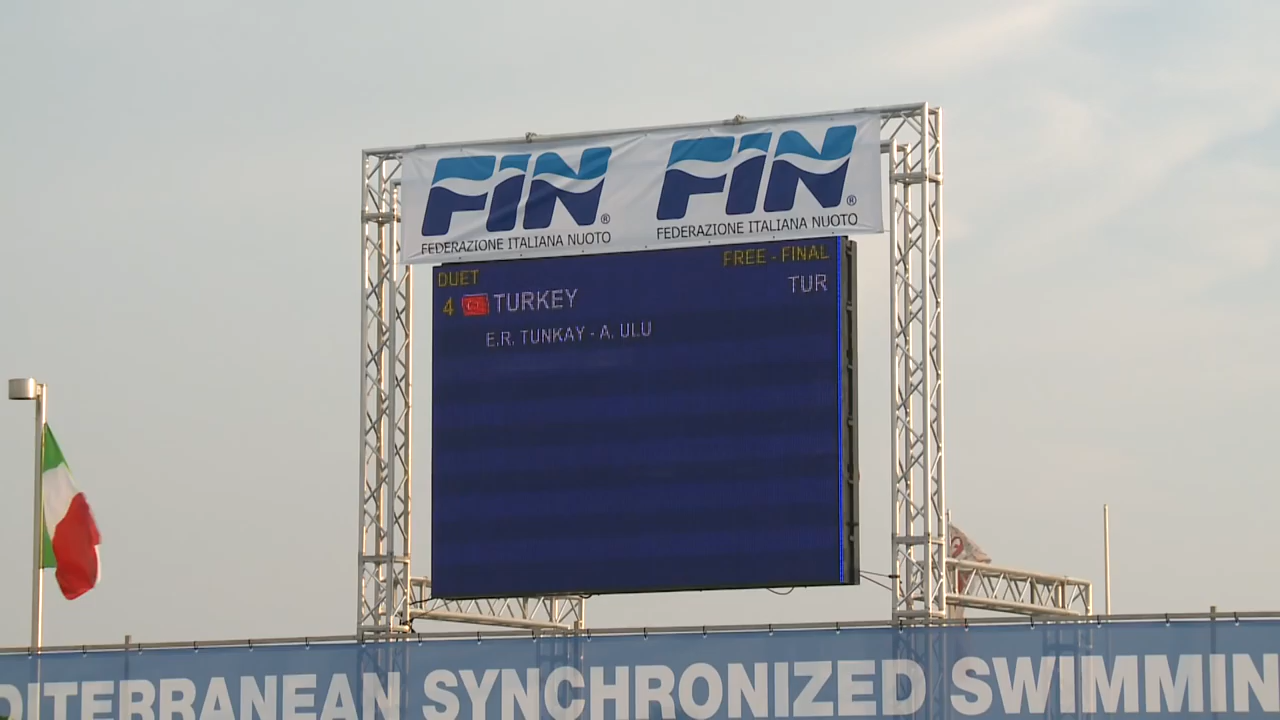 FIN® FIN®
FEDERAZIONE ITALIANA NUOTO FEDERAZIONE ITALIANA NUOTO
DUET FREE - FINAL
4 TURKEY TUR
E.R. TUNKAY - A. ULU
DITERRANEAN SYNCHRONIZED SWIMMIN